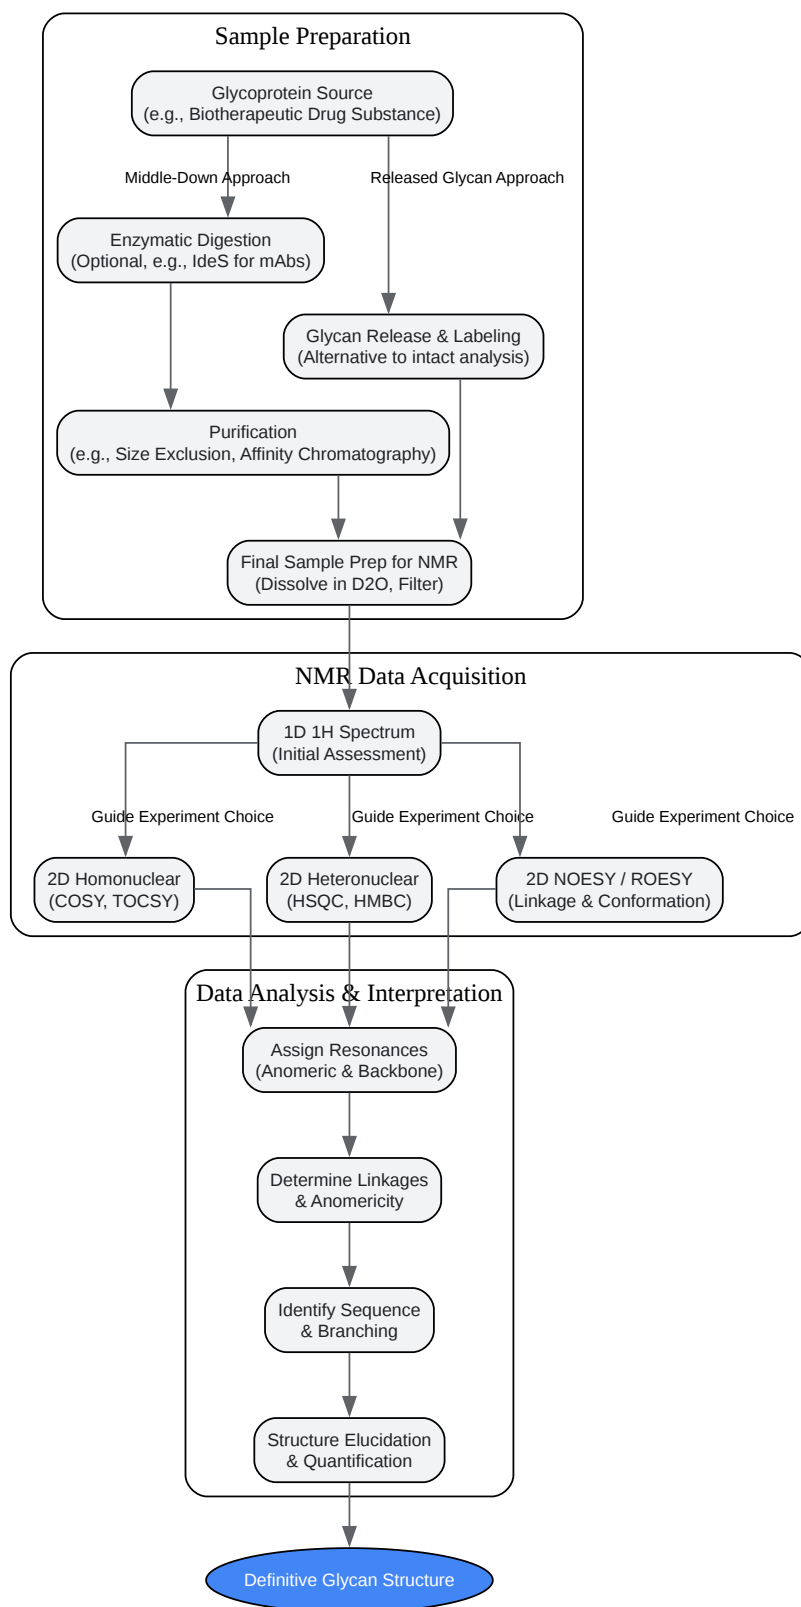 Sample Preparation
Glycoprotein Source
(e.g., Biotherapeutic Drug Substance)
Middle-Down Approach
Released Glycan Approach
Enzymatic Digestion
(Optional, e.g., IdeS for mAbs)
Glycan Release & Labeling
(Alternative to intact analysis)
Purification
(e.g., Size Exclusion, Affinity Chromatography)
Final Sample Prep for NMR
(Dissolve in D2O, Filter)
NMR Data Acquisition
1D 1H Spectrum
(Initial Assessment)
Guide Experiment Choice
Guide Experiment Choice
Guide Experiment Choice
2D Homonuclear
(COSY, TOCSY)
2D Heteronuclear
(HSQC, HMBC)
2D NOESY / ROESY
(Linkage & Conformation)
Data Analysis & Interpretation
Assign Resonances
(Anomeric & Backbone)
Determine Linkages
& Anomericity
Identify Sequence
& Branching
Structure Elucidation
& Quantification
Definitive Glycan Structure